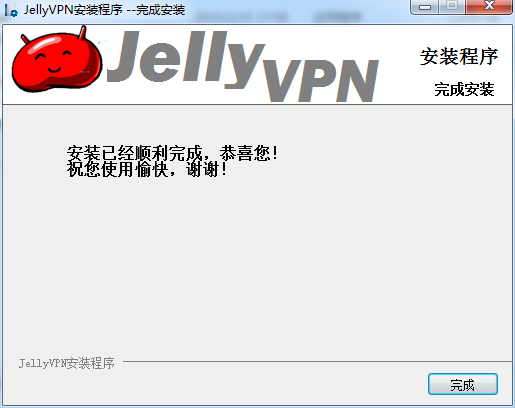 JellyVPN安装程序 --完成安装
JellyVPN
安装程序
完成安装
安装已经顺利完成，恭喜您！
祝您使用愉快，谢谢！
JellyVPN安装程序
完成